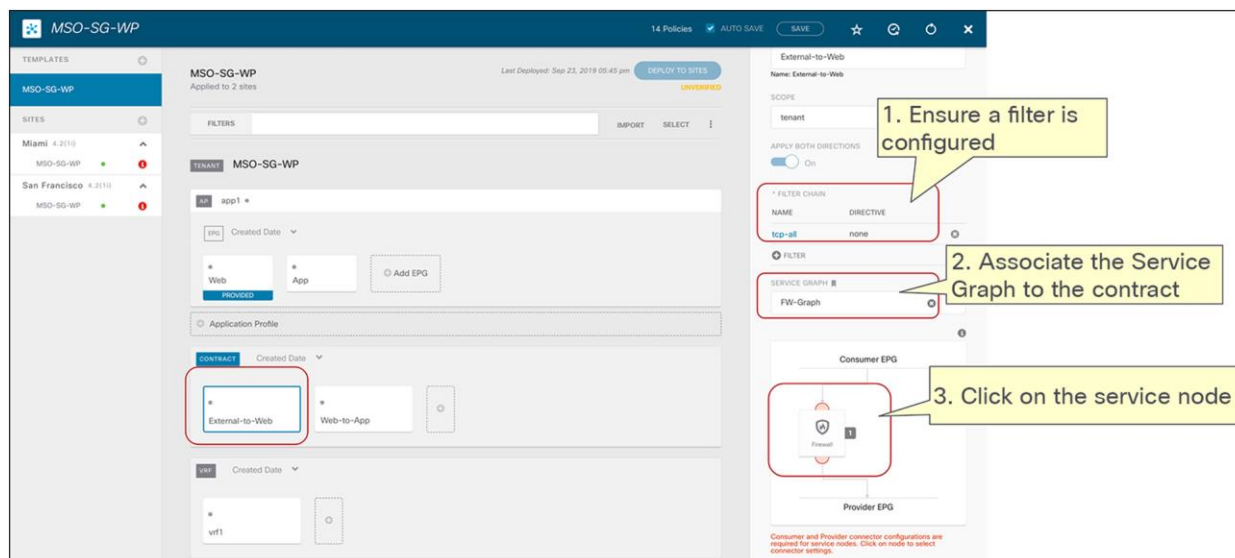 MSO-SG-WP
14 Policies
AUTO SAVE
SAVE
TEMPLATES
MSO-SG-WP
SITES
Miami 4.2(1i)
MSO-SG-WP
San Francisco 4.2(1i)
MSO-SG-WP
MSO-SG-WP
Applied to 2 sites
Last Deployed: Sep 23, 2019 05:45 pm
DEPLOY TO SITES
UNVERIFIED
FILTERS
IMPORT
SELECT
TENANT MSO-SG-WP
AP app1
EPG Created Date
Web
PROVIDED
App
Add EPG
Application Profile
CONTRACT Created Date
External-to-Web
Web-to-App
VRF Created Date
vrf1
External-to-Web
Name: External-to-Web
SCOPE
tenant
APPLY BOTH DIRECTIONS
On
* FILTER CHAIN
NAME DIRECTIVE
tcp-all none
FILTER
SERVICE GRAPH
FW-Graph
Consumer EPG
Firewall
1
Provider EPG
Consumer and Provider connector configurations are
required for service nodes. Click on node to select
connector settings.
1. Ensure a filter is
configured
2. Associate the Service
Graph to the contract
3. Click on the service node